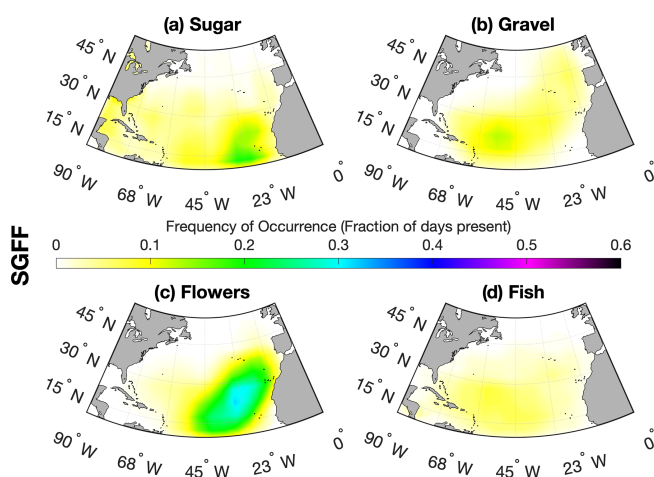 (a) Sugar
(b) Gravel
45° N
30° N
15° N
90° W
68° W
45° W
23° W
0°
45° N
30° N
15° N
90° W
68° W
45° W
23° W
0°
SGFF
Frequency of Occurrence (Fraction of days present)
0 0.1 0.2 0.3 0.4 0.5 0.6
(c) Flowers
(d) Fish
45° N
30° N
15° N
90° W
68° W
45° W
23° W
0°
45° N
30° N
15° N
90° W
68° W
45° W
23° W
0°